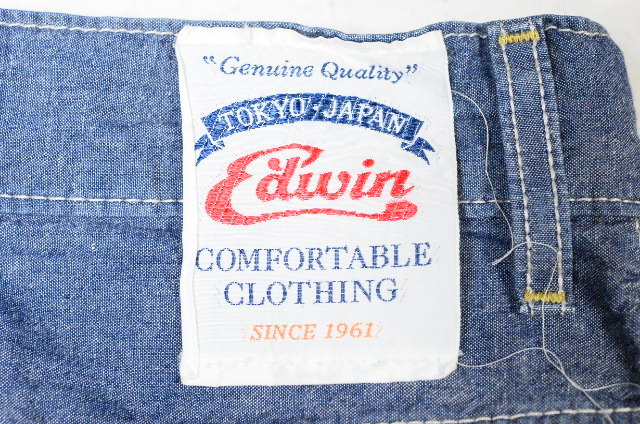 "Genuine Quality"
TOKYO·JAPAN
Edwin
COMFORTABLE
CLOTHING
SINCE 1961